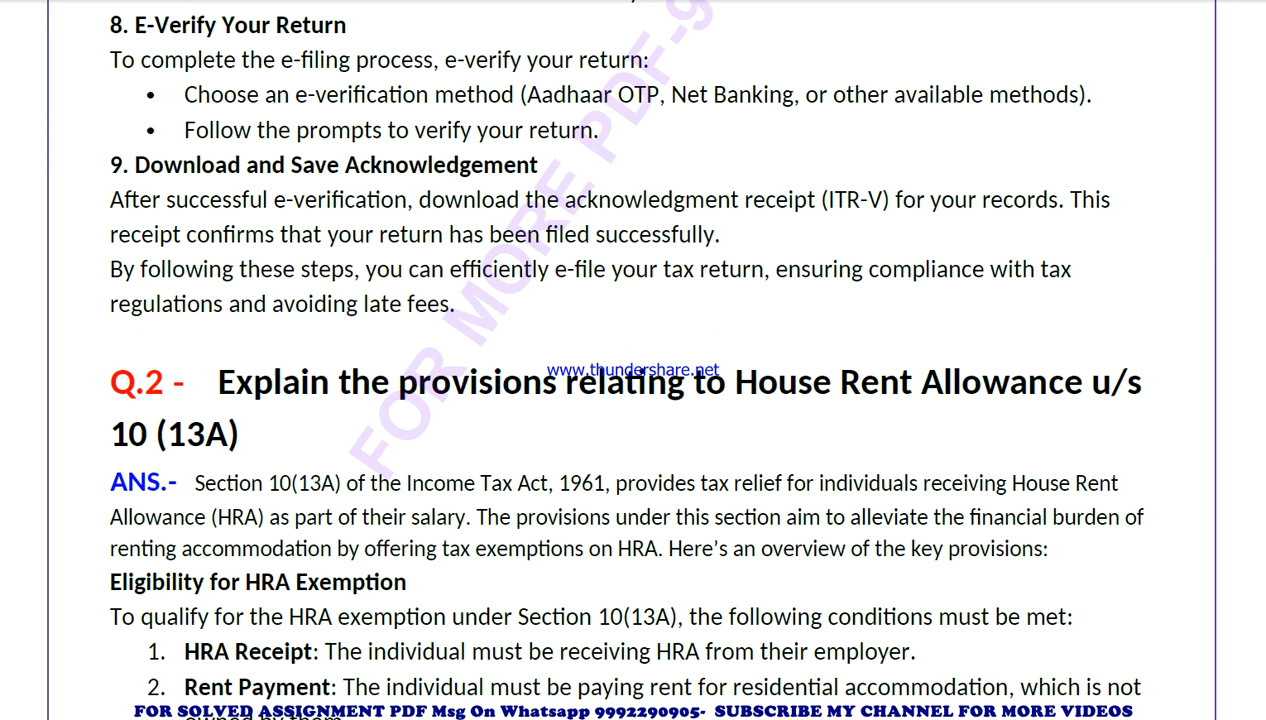 8. E-Verify Your Return
To complete the e-filing process, e-verify your return:
• Choose an e-verification method (Aadhaar OTP, Net Banking, or other available methods).
• Follow the prompts to verify your return.
9. Download and Save Acknowledgement
After successful e-verification, download the acknowledgment receipt (ITR-V) for your records. This
receipt confirms that your return has been filed successfully.
By following these steps, you can efficiently e-file your tax return, ensuring compliance with tax
regulations and avoiding late fees.
FOR MORE PDF-9
www.thundershare.net
Q.2 - Explain the provisions relating to House Rent Allowance u/s
10 (13A)
ANS.- Section 10(13A) of the Income Tax Act, 1961, provides tax relief for individuals receiving House Rent
Allowance (HRA) as part of their salary. The provisions under this section aim to alleviate the financial burden of
renting accommodation by offering tax exemptions on HRA. Here’s an overview of the key provisions:
Eligibility for HRA Exemption
To qualify for the HRA exemption under Section 10(13A), the following conditions must be met:
1. HRA Receipt: The individual must be receiving HRA from their employer.
2. Rent Payment: The individual must be paying rent for residential accommodation, which is not
owned by them.
FOR SOLVED ASSIGNMENT PDF Msg On Whatsapp 9992290905- SUBSCRIBE MY CHANNEL FOR MORE VIDEOS